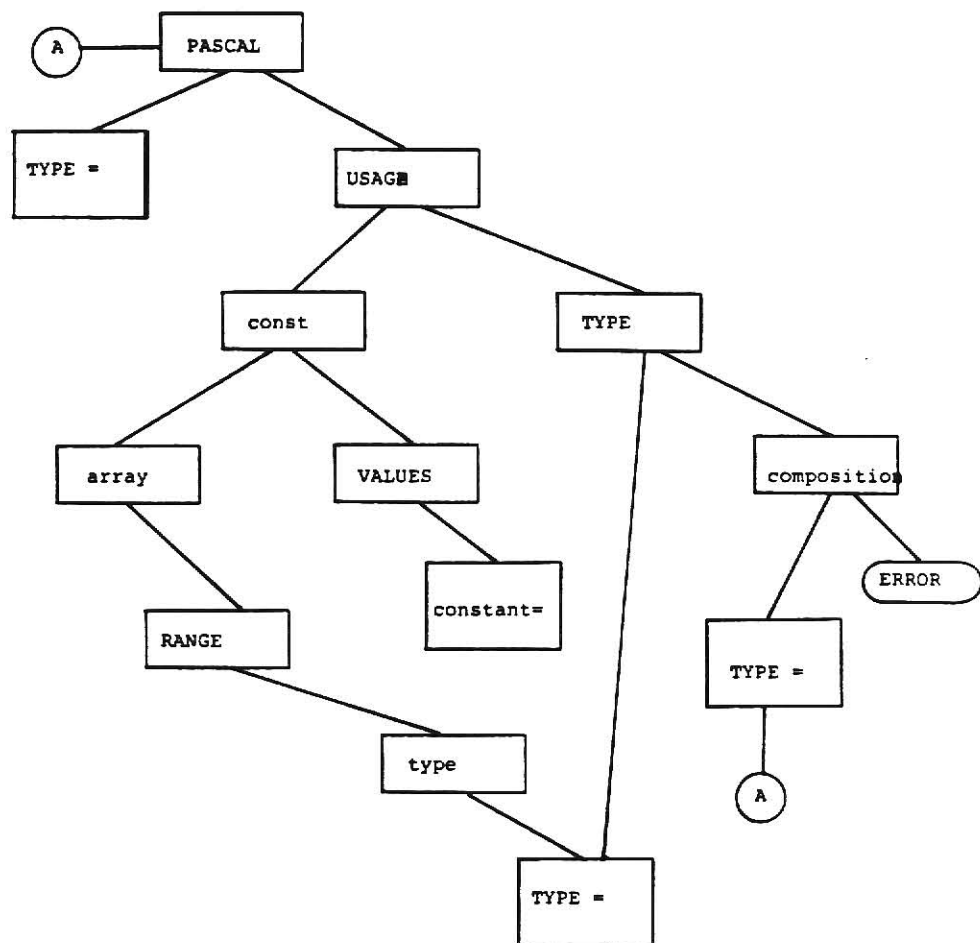 A
PASCAL
TYPE =
USAGE
const
TYPE
array
VALUES
composition
constant=
ERROR
RANGE
TYPE =
type
A
TYPE =